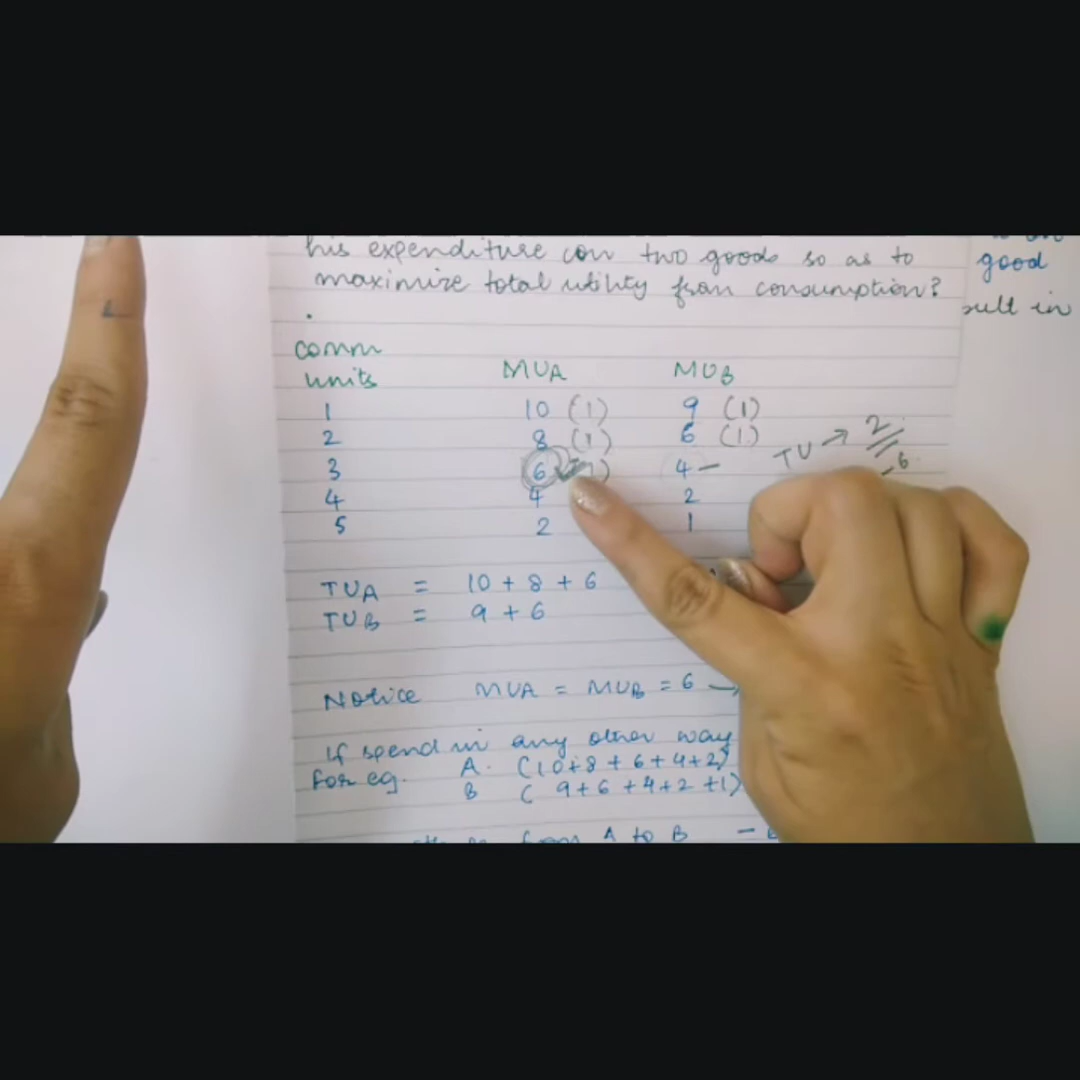 his expenditure on two goods so as to
maximize total utility from consumption?
good
sult in
comm
units MUA MUB
1 10 (1) 9 (1)
2 8 (1) 6 (1)
3 6 (1) 4 –
4 4 2
5 2 1
TU → 2
– 6
TUA = 10 + 8 + 6
TUB = 9 + 6
Notice MUA = MUB = 6 →
If spend in any other way
for eg. A. (10+8+6+4+2)
B ( 9+6+4+2+1)
from A to B –